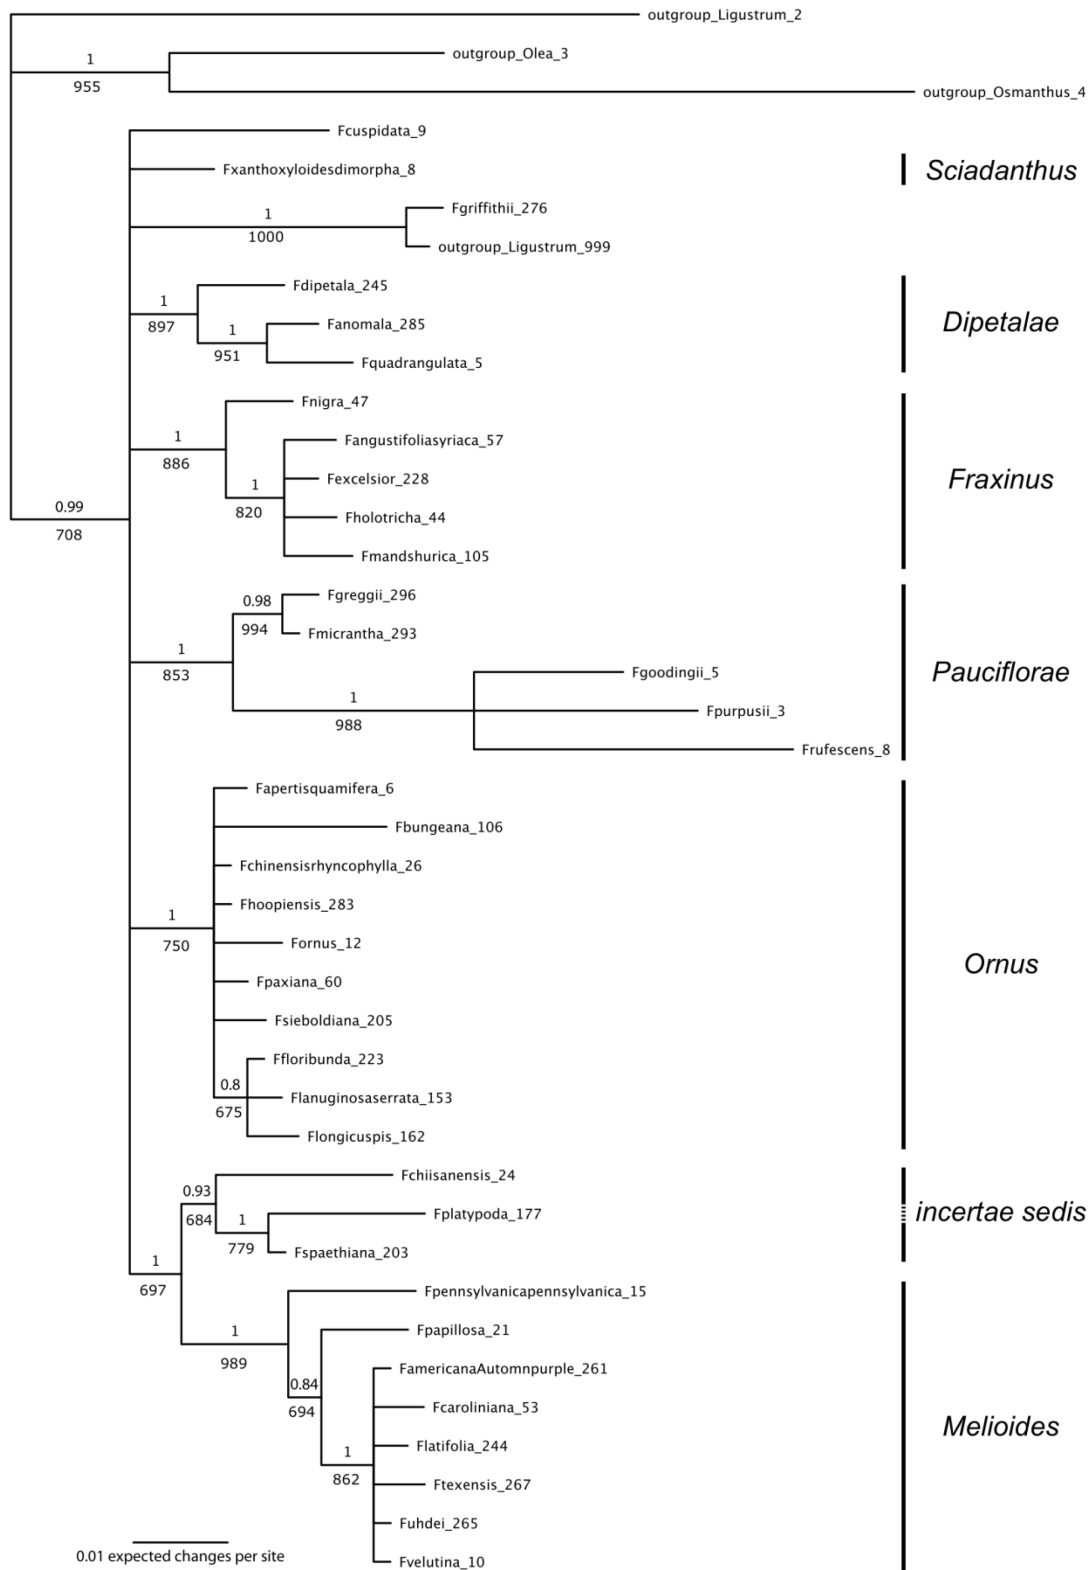 outgroup_Ligustrum_2
outgroup_Olea_3
1
955
outgroup_Osmanthus_4
Fcuspidata_9
Fxanthoxyloidesdimorpha_8
Sciadanthus
Fgriffithii_276
1
1000
outgroup_Ligustrum_999
Fdipetala_245
1
897
Fanomala_285
1
951
Fquadrangulata_5
Dipetalae
Fnigra_47
1
886
Fangustifoliasyriaca_57
Fexcelsior_228
1
820
Fholotricha_44
Fmandshurica_105
Fraxinus
0.99
708
Fgreggii_296
0.98
994
Fmicrantha_293
1
853
Fgoodingii_5
1
988
Fpurpusii_3
Frufescens_8
Pauciflorae
Fapertisquamifera_6
Fbungeana_106
Fchinensisrhyncophylla_26
Fhoopiensis_283
1
750
Fornus_12
Fpaxiana_60
Fsieboldiana_205
Ffloribunda_223
0.8
675
Flanuginosaserrata_153
Flongicuspis_162
Ornus
Fchiisanensis_24
0.93
684
Fplatypoda_177
1
779
Fspaethiana_203
incertae sedis
1
697
Fpennsylvanicapennsylvanica_15
1
989
Fpapillosa_21
FamericanaAutomnpurple_261
0.84
694
Fcaroliniana_53
Flatifolia_244
1
862
Ftexensis_267
Fuhdei_265
Fvelutina_10
Melioides
0.01 expected changes per site